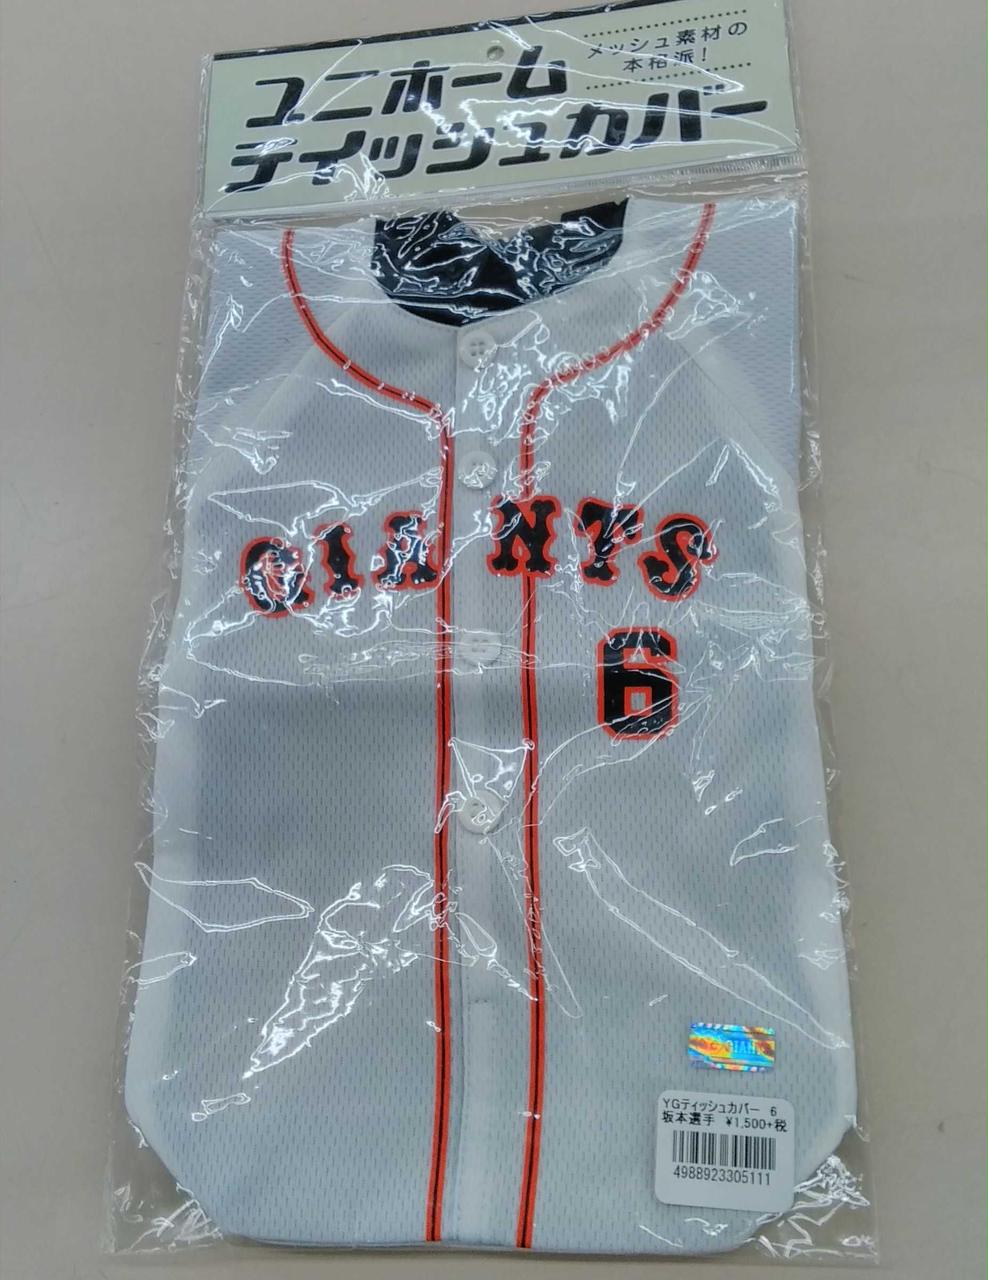 メッシュ素材の
本格派！
ユニホーム
ティッシュカバー
GIANTS
6
GIANTS
YGティッシュカバー 6
坂本選手 ¥1,500+税
4988923305111